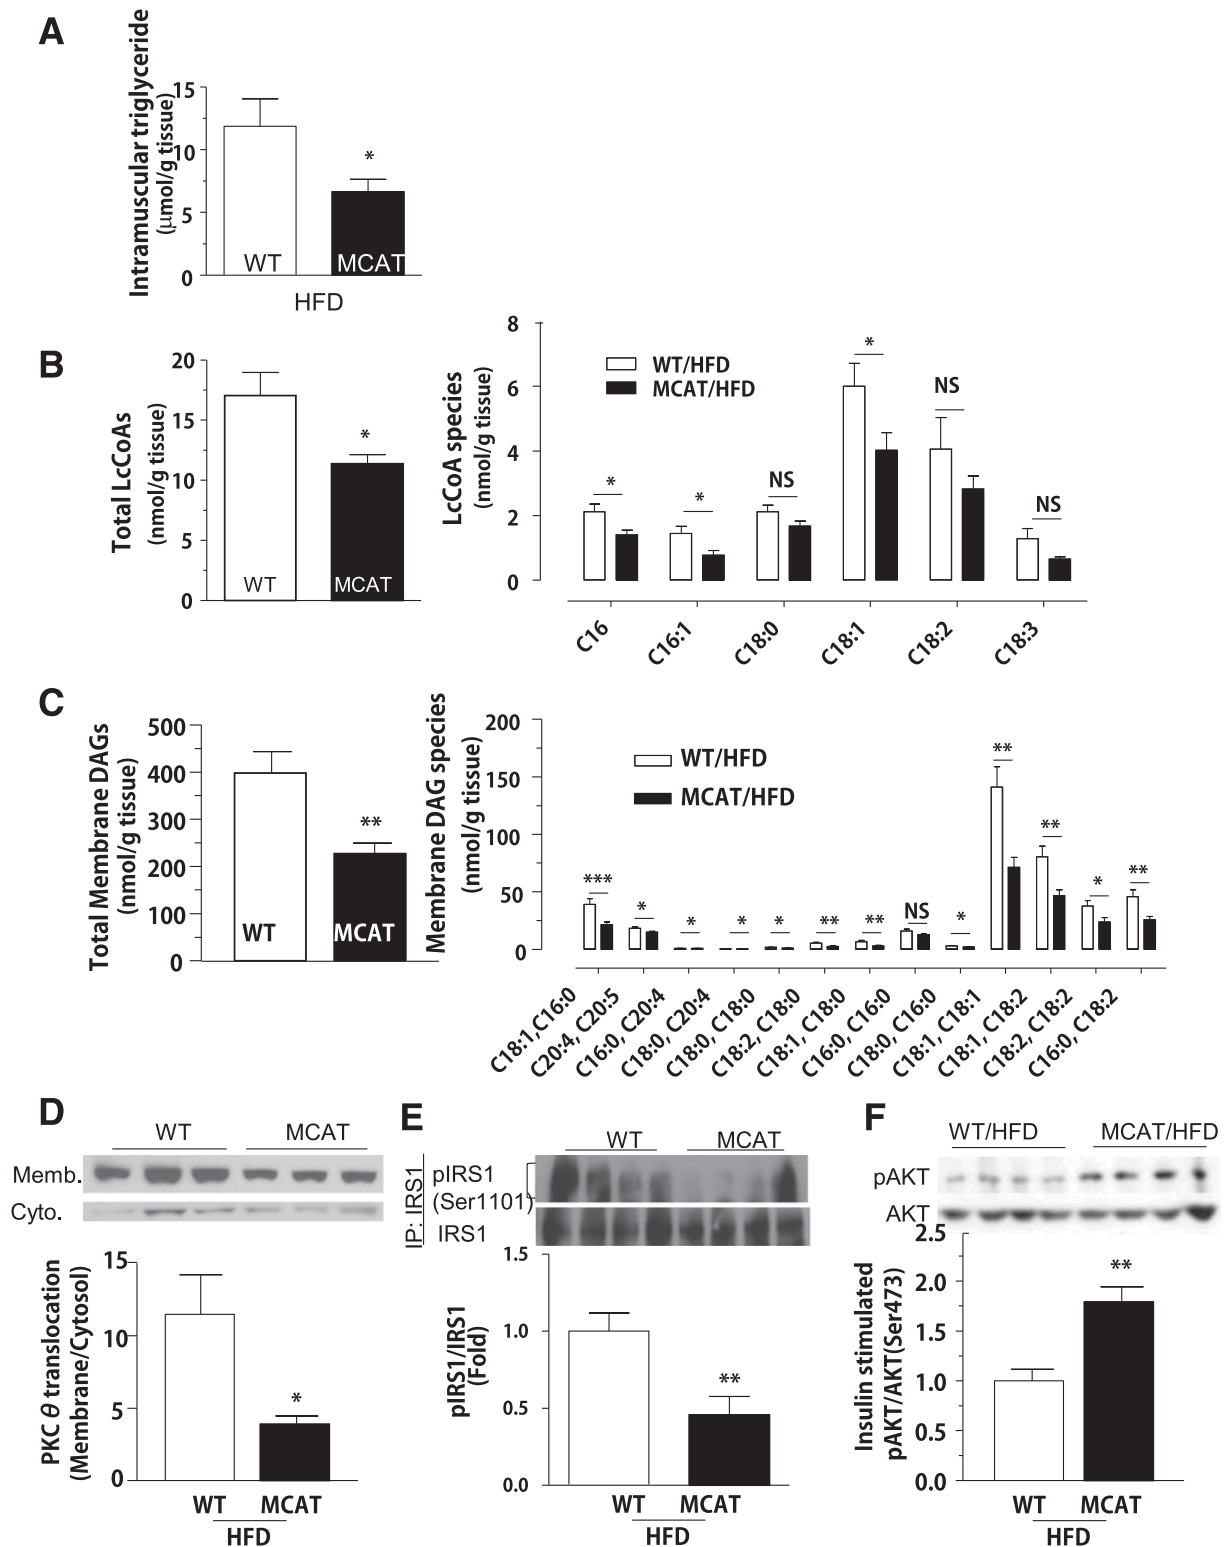 A
Intramuscular triglyceride
(μmol/g tissue)
15
10
5
0
*
WT
MCAT
HFD
B
Total LcCoAs
(nmol/g tissue)
20
15
10
5
0
*
WT
MCAT
LcCoA species
(nmol/g tissue)
8
6
4
2
0
WT/HFD
MCAT/HFD
*
*
NS
*
NS
NS
C16
C16:1
C18:0
C18:1
C18:2
C18:3
C
Total Membrane DAGs
(nmol/g tissue)
500
400
300
200
100
0
**
WT
MCAT
Membrane DAG species
(nmol/g tissue)
200
150
100
50
0
WT/HFD
MCAT/HFD
***
*
*
*
*
**
**
NS
*
**
**
*
**
C18:1,C16:0
C20:4, C20:5
C16:0, C20:4
C18:0, C20:4
C18:0, C18:0
C18:2, C18:0
C18:1, C18:0
C16:0, C16:0
C18:0, C16:0
C18:1, C18:1
C18:1, C18:2
C18:2, C18:2
C16:0, C18:2
D
WT
MCAT
Memb.
Cyto.
PKC θ translocation
(Membrane/Cytosol)
15
10
5
0
*
WT
MCAT
HFD
E
WT
MCAT
IP: IRS1
pIRS1
(Ser1101)
IRS1
pIRS1/IRS1
(Fold)
1.5
1.0
0.5
0.0
**
WT
MCAT
HFD
F
WT/HFD
MCAT/HFD
pAKT
AKT
Insulin stimulated
pAKT/AKT(Ser473)
2.5
2.0
1.5
1.0
0.5
0.0
**
WT
MCAT
HFD